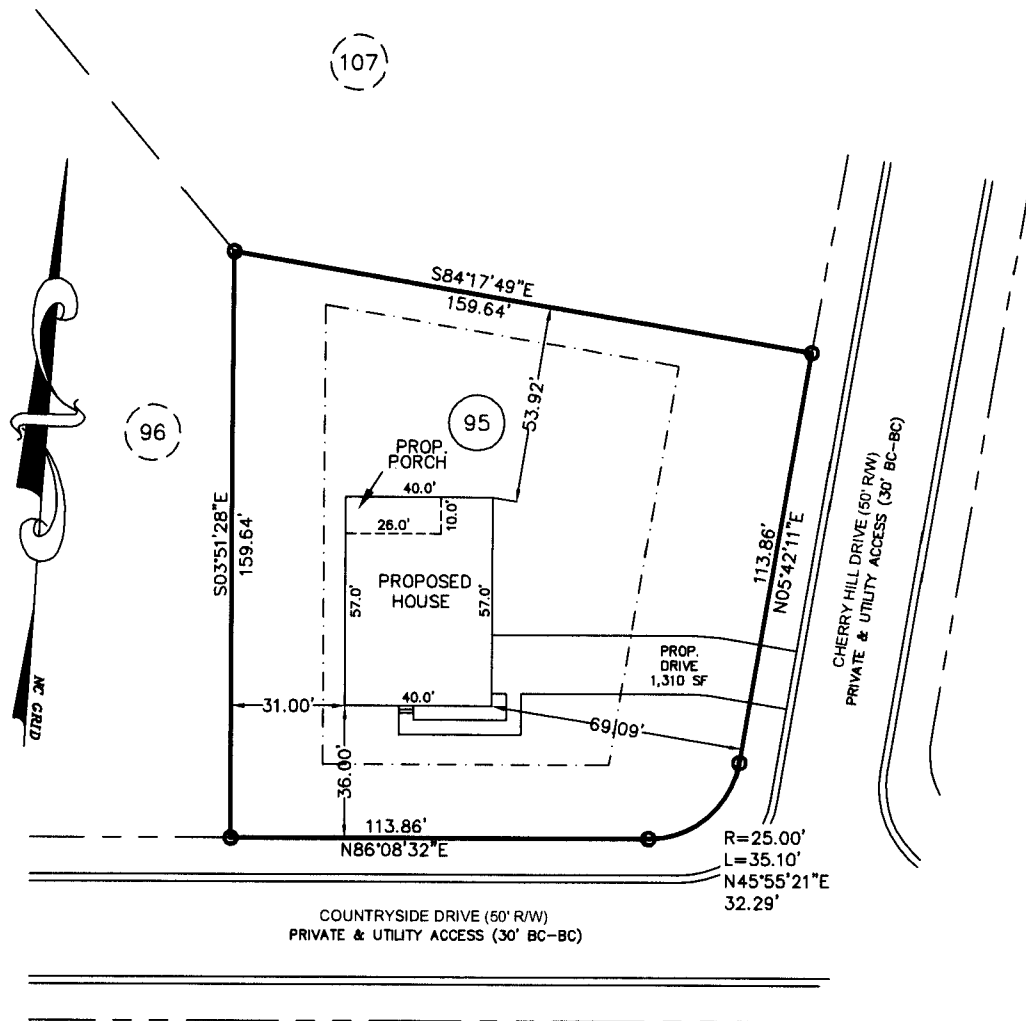 107
S84°17'49"E
159.64'
53.92'
95
96
PROP.
PORCH
40.0'
10.0'
26.0'
S03°51'28"E
159.64'
PROPOSED
HOUSE
57.0'
57.0'
113.86'
N05°42'11"E
CHERRY HILL DRIVE (50' R/W)
PRIVATE & UTILITY ACCESS (30' BC-BC)
PROP.
DRIVE
1,310 SF
NC GRID
31.00'
40.0'
69.09'
36.00'
113.86'
N86°08'32"E
R=25.00'
L=35.10'
N45°55'21"E
32.29'
COUNTRYSIDE DRIVE (50' R/W)
PRIVATE & UTILITY ACCESS (30' BC-BC)